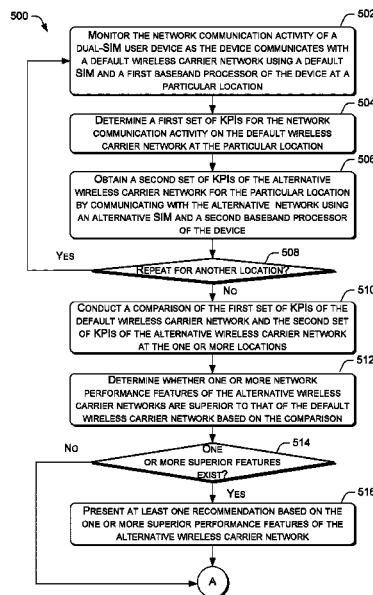 500
502
MONITOR THE NETWORK COMMUNICATION ACTIVITY OF A
DUAL-SIM USER DEVICE AS THE DEVICE COMMUNICATES WITH
A DEFAULT WIRELESS CARRIER NETWORK USING A DEFAULT
SIM AND A FIRST BASEBAND PROCESSOR OF THE DEVICE AT A
PARTICULAR LOCATION
504
DETERMINE A FIRST SET OF KPIS FOR THE NETWORK
COMMUNICATION ACTIVITY ON THE DEFAULT WIRELESS
CARRIER NETWORK AT THE PARTICULAR LOCATION
506
OBTAIN A SECOND SET OF KPIS OF THE ALTERNATIVE
WIRELESS CARRIER NETWORK FOR THE PARTICULAR LOCATION
BY COMMUNICATING WITH THE ALTERNATIVE NETWORK USING
AN ALTERNATIVE SIM AND A SECOND BASEBAND PROCESSOR
OF THE DEVICE
508
YES
REPEAT FOR ANOTHER LOCATION?
NO
510
CONDUCT A COMPARISON OF THE FIRST SET OF KPIS OF THE
DEFAULT WIRELESS CARRIER NETWORK AND THE SECOND SET
OF KPIS OF THE ALTERNATIVE WIRELESS CARRIER NETWORK
AT THE ONE OR MORE LOCATIONS
512
DETERMINE WHETHER ONE OR MORE NETWORK
PERFORMANCE FEATURES OF THE ALTERNATIVE WIRELESS
CARRIER NETWORKS ARE SUPERIOR TO THAT OF THE DEFAULT
WIRELESS CARRIER NETWORK BASED ON THE COMPARISON
514
NO
ONE
OR MORE SUPERIOR FEATURES
EXIST?
YES
516
PRESENT AT LEAST ONE RECOMMENDATION BASED ON THE
ONE OR MORE SUPERIOR PERFORMANCE FEATURES OF THE
ALTERNATIVE WIRELESS CARRIER NETWORK
A